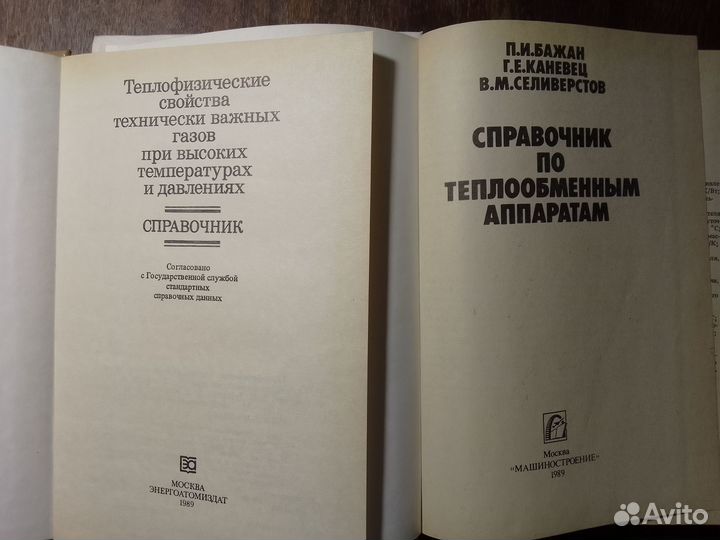 Теплофизические
свойства
технически важных
газов
при высоких
температурах
и давлениях
СПРАВОЧНИК
Согласовано
с Государственной службой
стандартных
справочных данных
МОСКВА
ЭНЕРГОАТОМИЗДАТ
1989
П.И.БАЖАН
Г.Е.КАНЕВЕЦ
В.М.СЕЛИВЕРСТОВ
СПРАВОЧНИК
ПО
ТЕПЛООБМЕННЫМ
АППАРАТАМ
Москва
"МАШИНОСТРОЕНИЕ"
1989
Avito